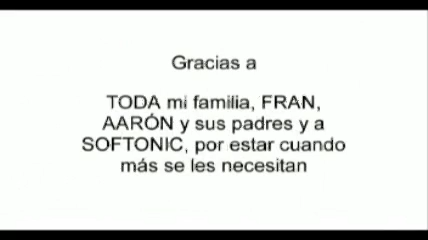 Gracias a
TODA mi familia, FRAN,
AARÓN y sus padres y a
SOFTONIC, por estar cuando
más se les necesitan